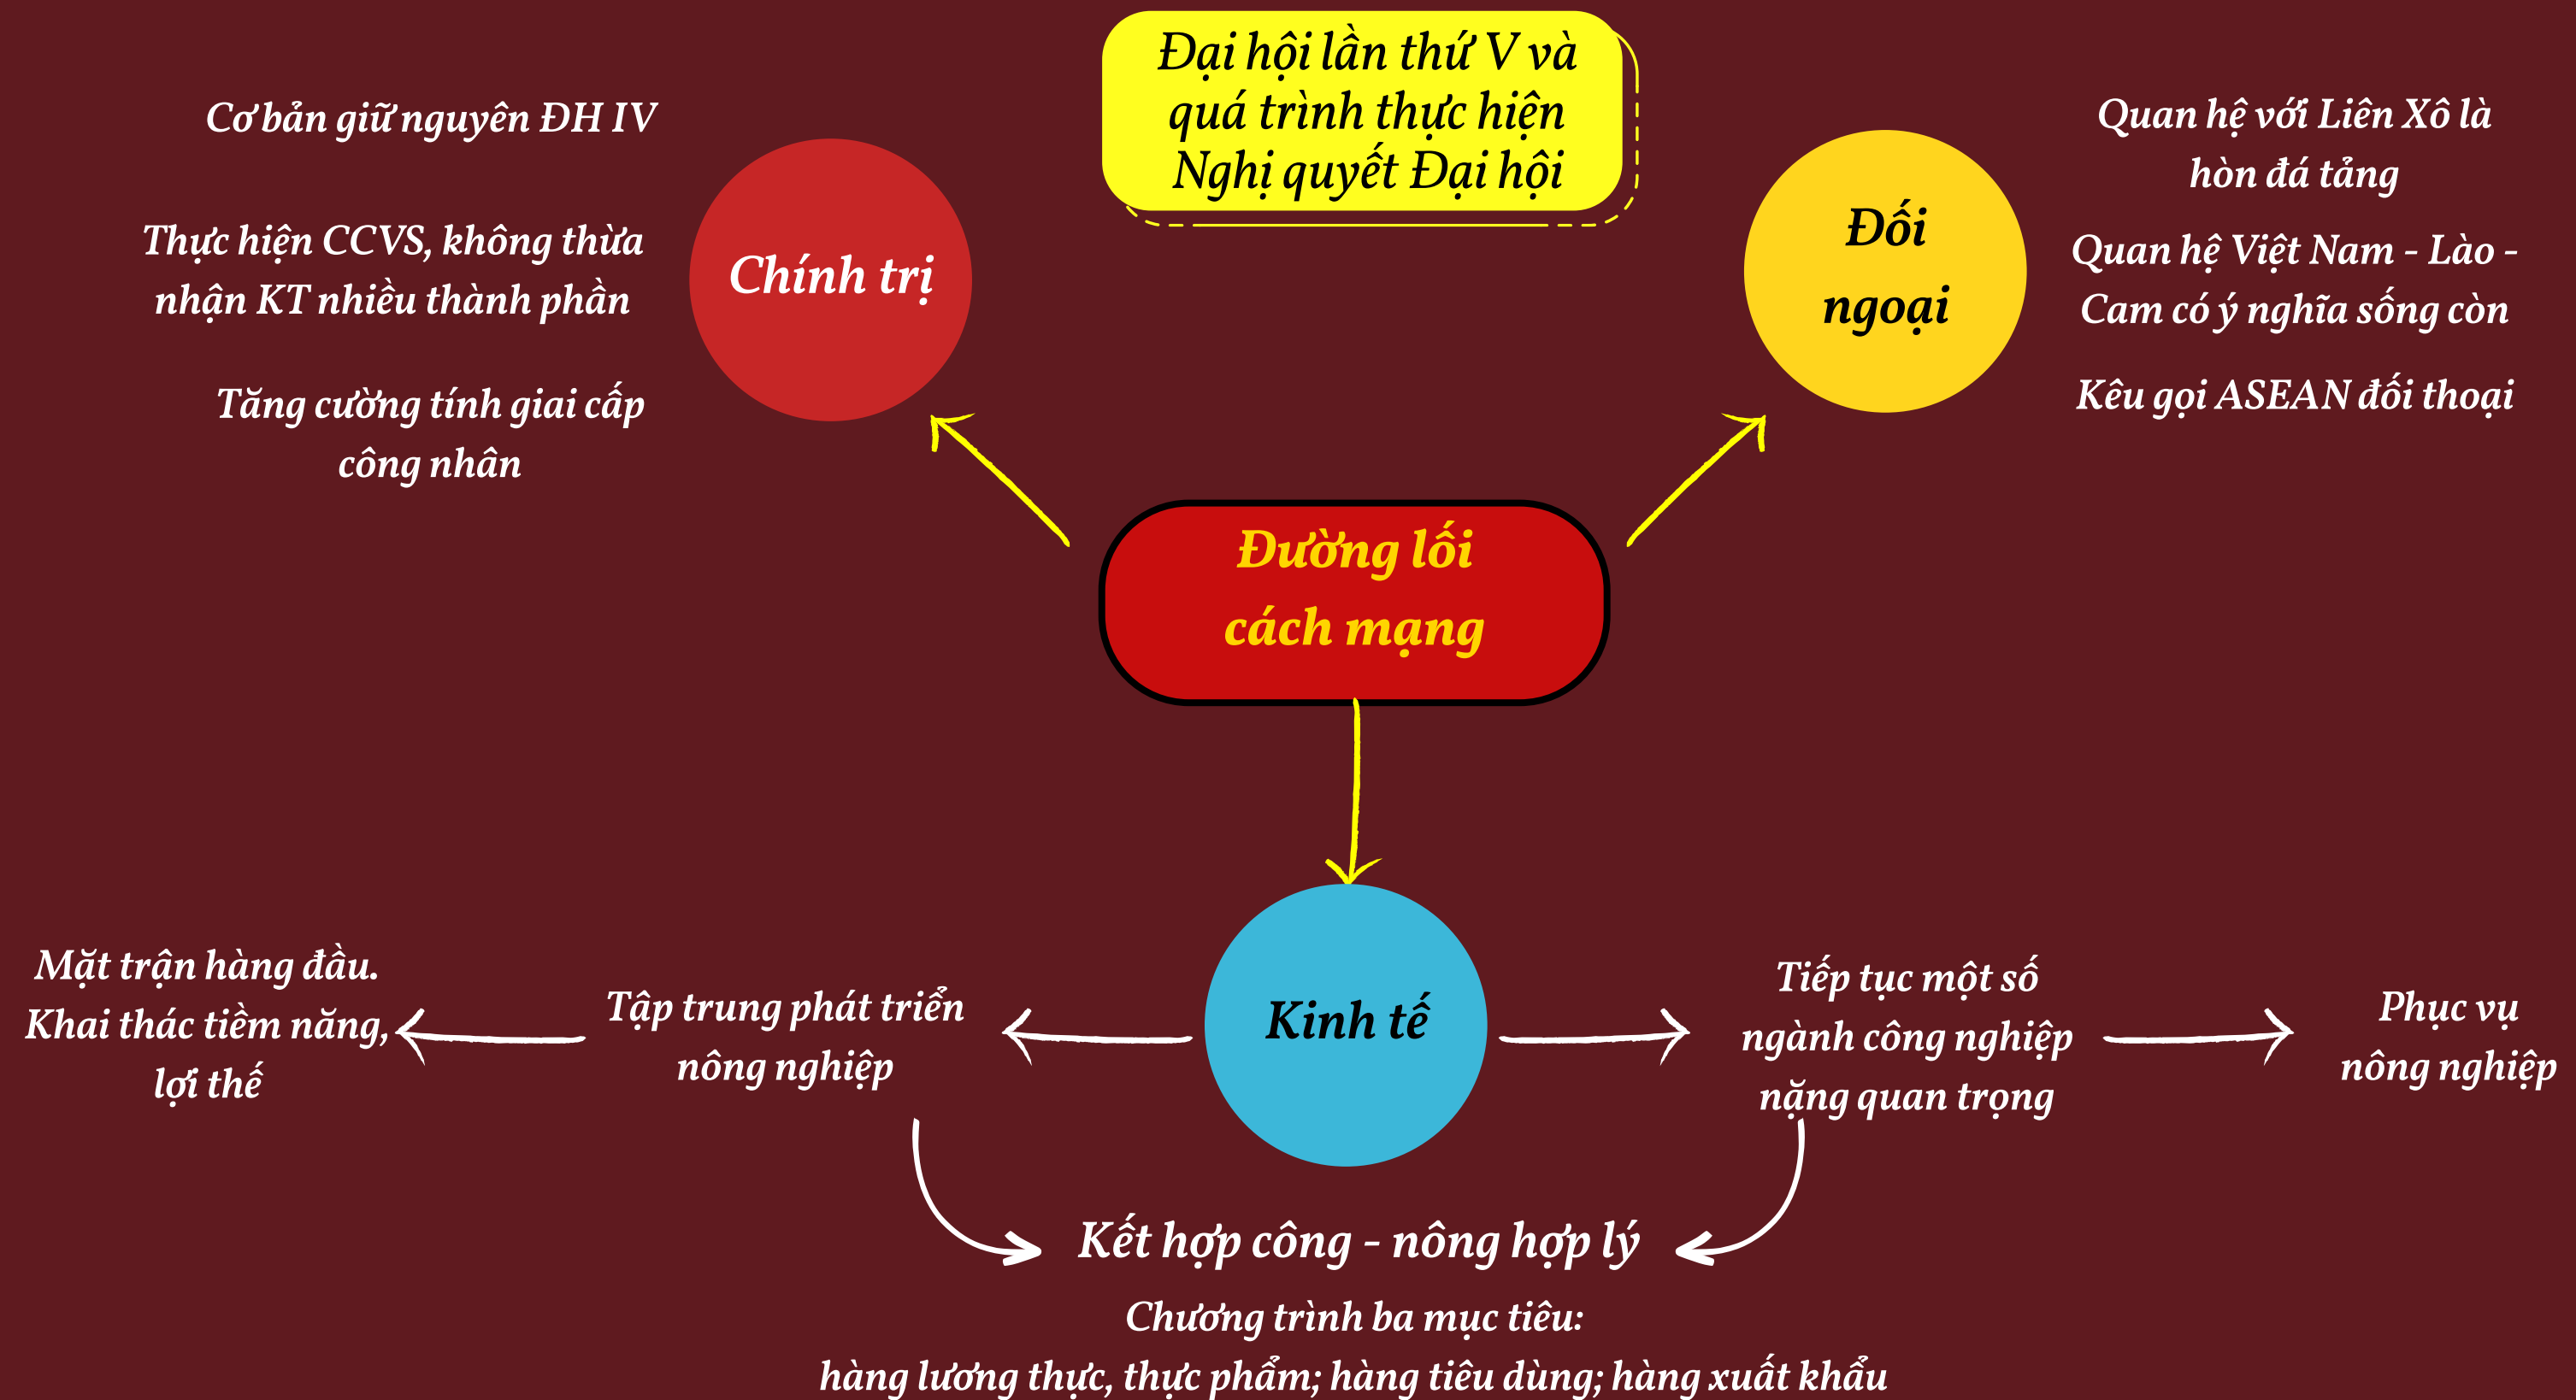 Đại hội lần thứ V và
quá trình thực hiện
Nghị quyết Đại hội
Cơ bản giữ nguyên ĐH IV
Thực hiện CCVS, không thừa
nhận KT nhiều thành phần
Tăng cường tính giai cấp
công nhân
Chính trị
Đối
ngoại
Quan hệ với Liên Xô là
hòn đá tảng
Quan hệ Việt Nam - Lào -
Cam có ý nghĩa sống còn
Kêu gọi ASEAN đối thoại
Đường lối
cách mạng
Mặt trận hàng đầu.
Khai thác tiềm năng,
lợi thế
Tập trung phát triển
nông nghiệp
Kinh tế
Tiếp tục một số
ngành công nghiệp
nặng quan trọng
Phục vụ
nông nghiệp
Kết hợp công - nông hợp lý
Chương trình ba mục tiêu:
hàng lương thực, thực phẩm; hàng tiêu dùng; hàng xuất khẩu